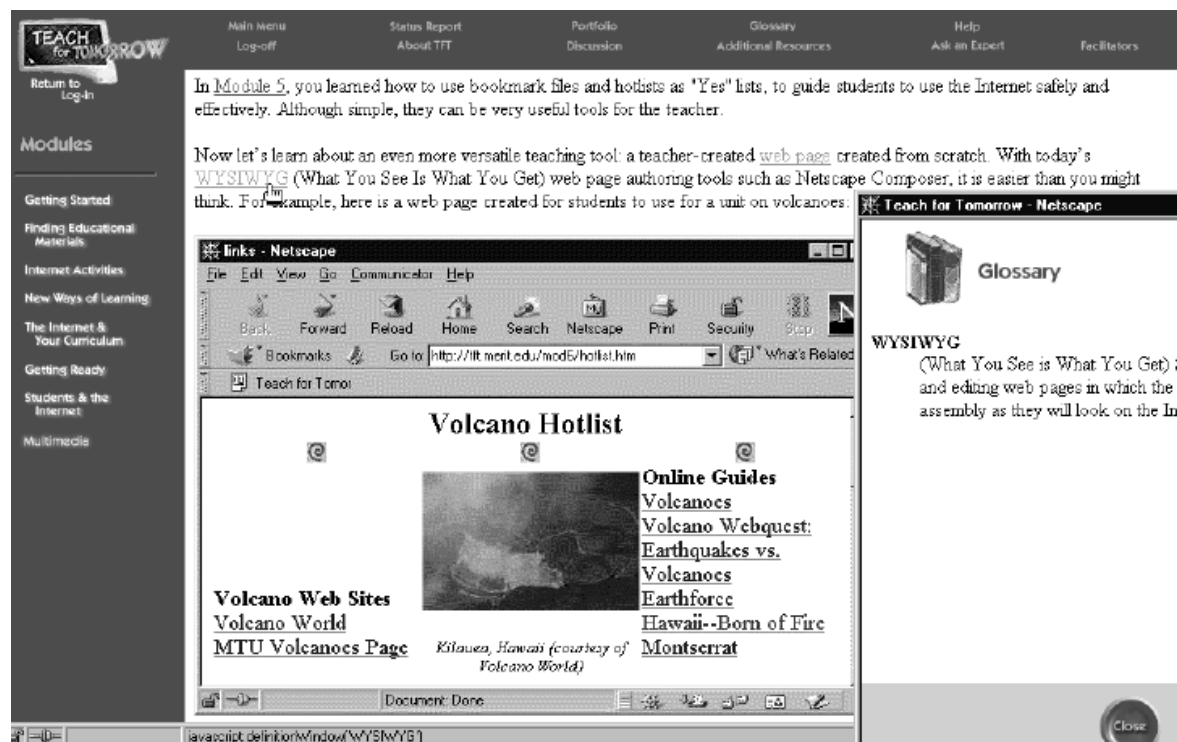 TEACH
for TOMORROW
Return to
Log-in
Main Menu
Status Report
Portfolio
Glossary
Help
Log-off
About TFT
Discussion
Additional Resources
Ask an Expert
Facilitators
Modules
Getting Started
Finding Educational
Materials
Internet Activities
New Ways of Learning
The Internet &
Your Curriculum
Getting Ready
Students & the
Internet
Multimedia
In Module 5, you learned how to use bookmark files and hotlists as "Yes" lists, to guide students to use the Internet safely and
effectively. Although simple, they can be very useful tools for the teacher.
Now let's learn about an even more versatile teaching tool: a teacher-created web page created from scratch. With today's
WYSIWYG (What You See Is What You Get) web page authoring tools such as Netscape Composer, it is easier than you might
think. For example, here is a web page created for students to use for a unit on volcanoes:
links - Netscape
File Edit View Go Communicator Help
Back Forward Reload Home Search Netscape Print Security Stop
N
Bookmarks Go to: http://tft.merit.edu/mod5/hotlist.htm What's Related
Teach for Tomor
Volcano Hotlist
Volcano Web Sites
Volcano World
MTU Volcanoes Page
Kilauea, Hawaii (courtesy of
Volcano World)
Online Guides
Volcanoes
Volcano Webquest:
Earthquakes vs.
Volcanoes
Earthforce
Hawaii--Born of Fire
Montserrat
Document: Done
Teach for Tomorrow - Netscape
Glossary
WYSIWYG
(What You See is What You Get)
and editing web pages in which the
assembly as they will look on the In
Close
javascript:definitionWindow('WYSIWYG')